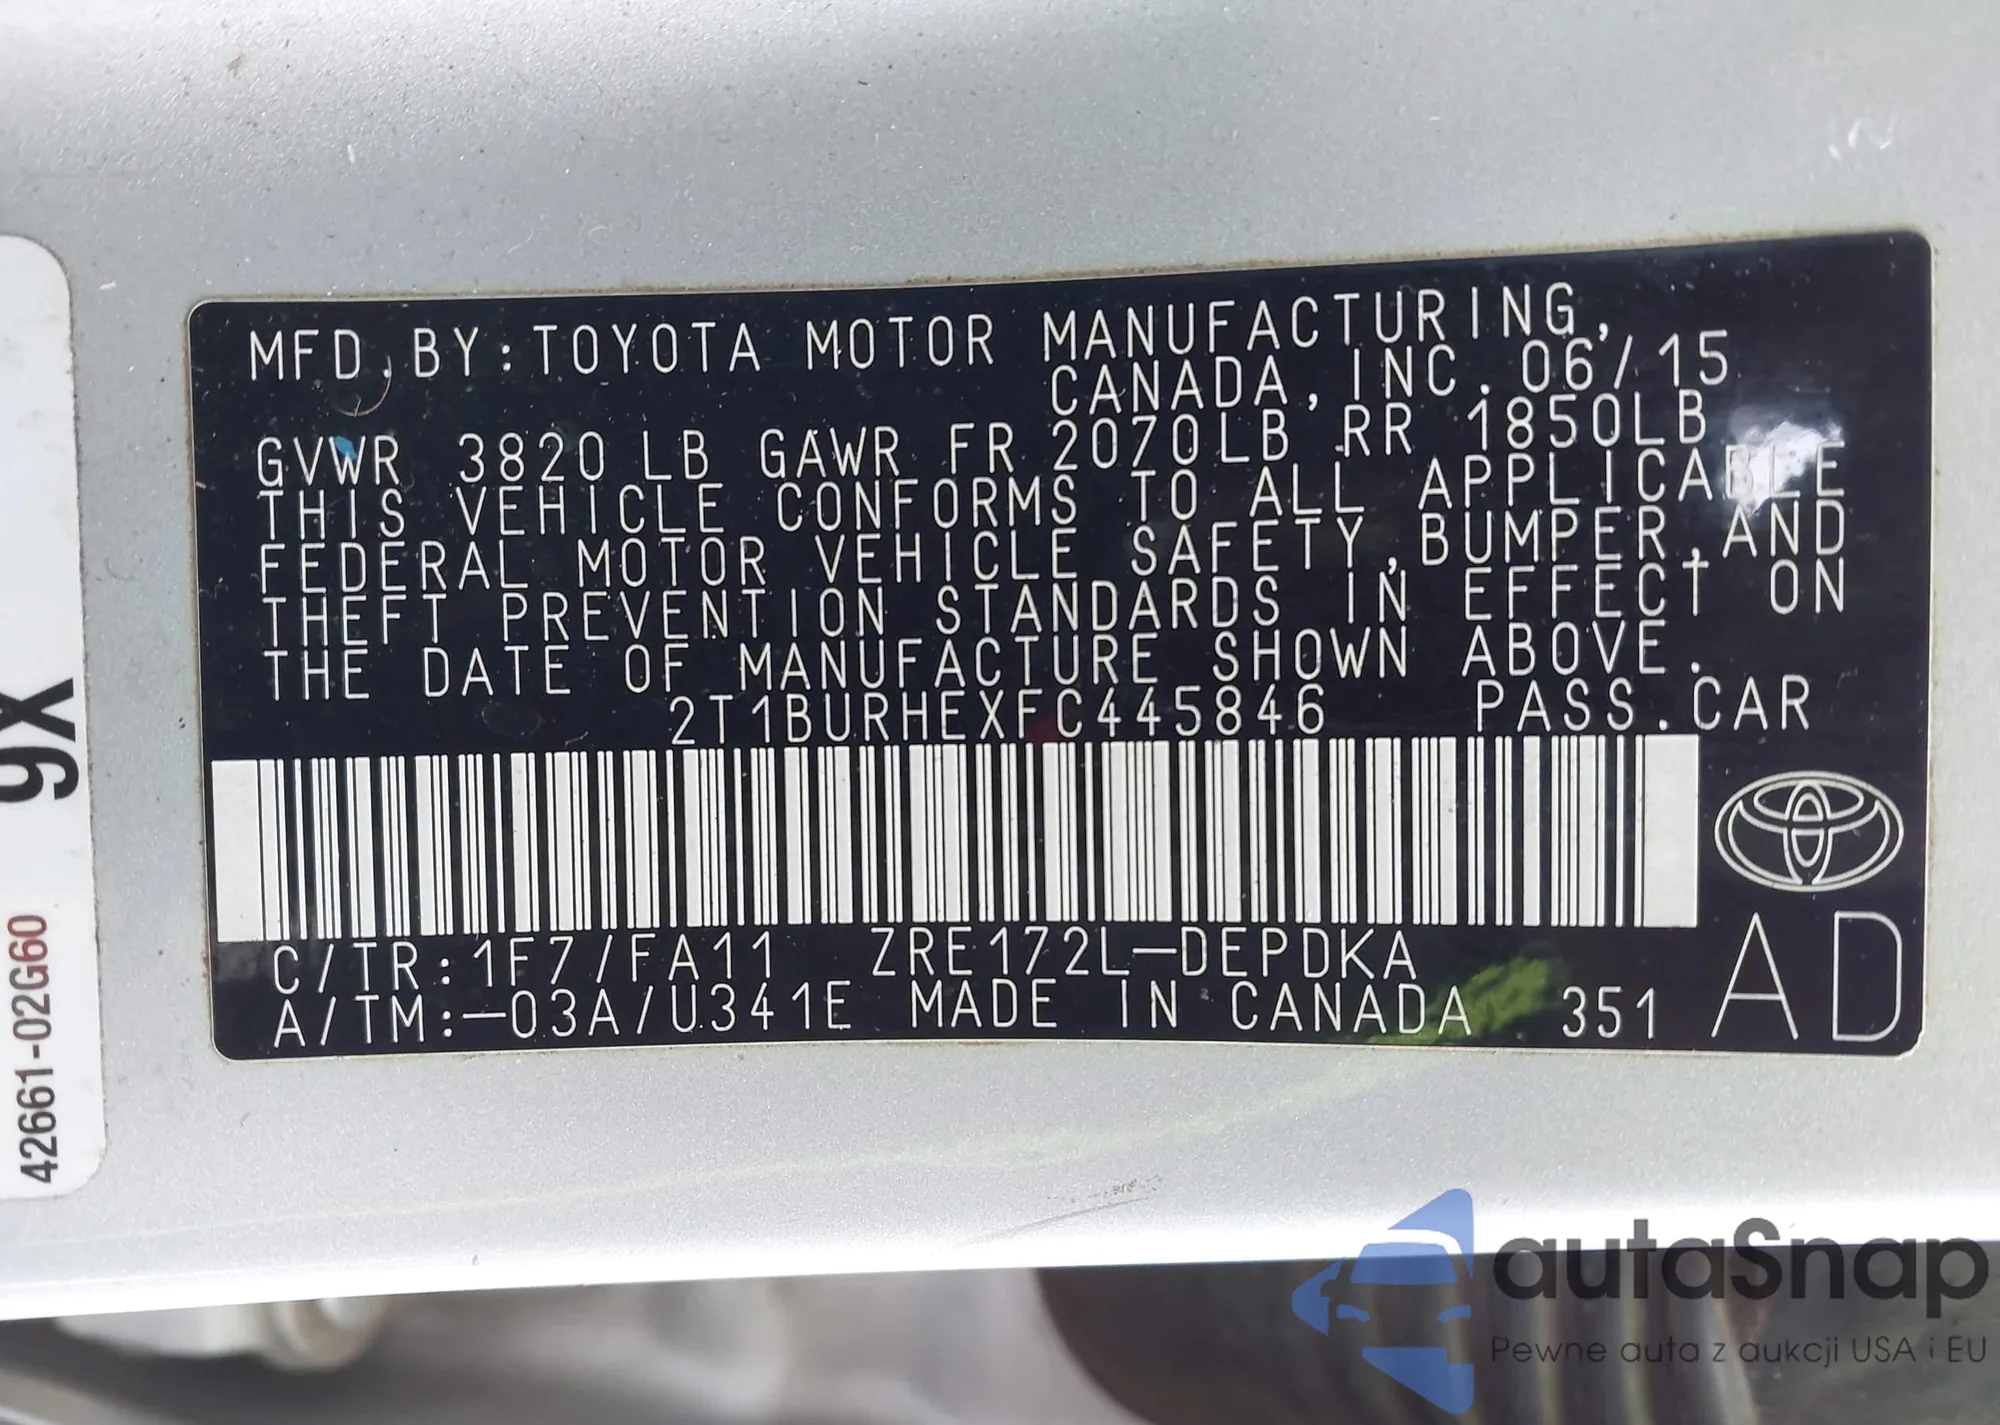 MFD.BY:TOYOTA MOTOR MANUFACTURING,
CANADA,INC. 06/15
GVWR 3820 LB GAWR FR 2070LB RR 1850LB
THIS VEHICLE CONFORMS TO ALL APPLICABLE
FEDERAL MOTOR VEHICLE SAFETY,BUMPER,AND
THEFT PREVENTION STANDARDS IN EFFECT ON
THE DATE OF MANUFACTURE SHOWN ABOVE.
2T1BURHEXFC445846 PASS.CAR
C/TR:1F7/FA11 ZRE172L-DEPDKA
A/TM:-03A/U341E MADE IN CANADA 351
AD
9X
42661-02G60
autaSnap
Pewne auta z aukcji USA i EU